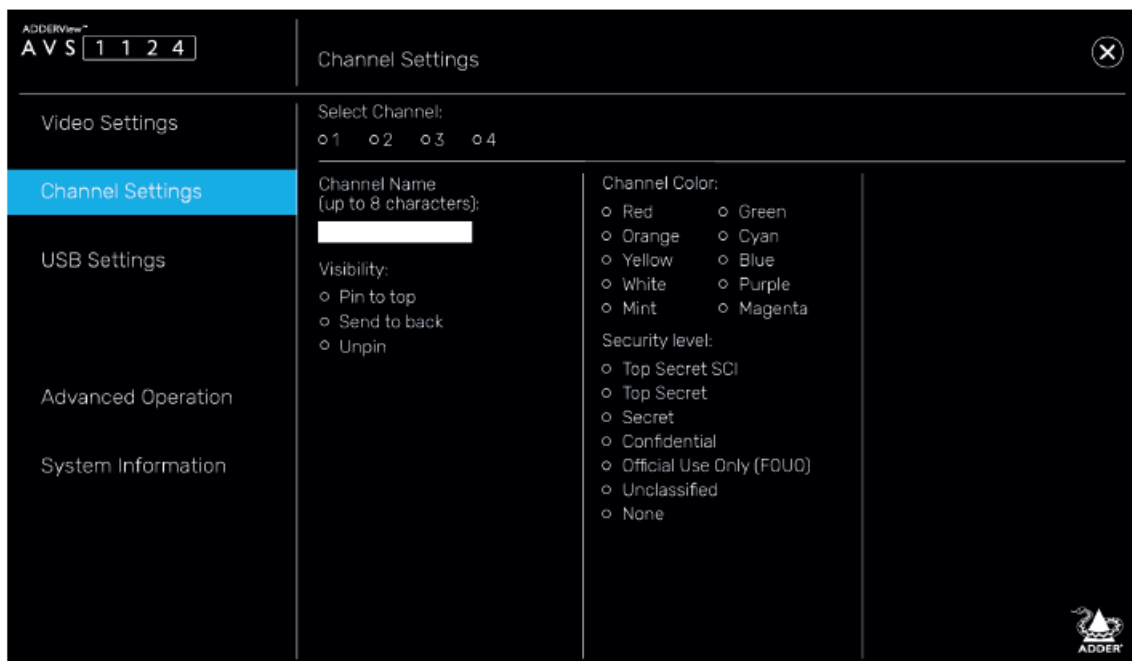 ADDERView™
AVS 1 1 2 4
Channel Settings
Video Settings
Channel Settings
USB Settings
Advanced Operation
System Information
Select Channel:
1 2 3 4
Channel Name
(up to 8 characters):
Visibility:
Pin to top
Send to back
Unpin
Channel Color:
Red Green
Orange Cyan
Yellow Blue
White Purple
Mint Magenta
Security level:
Top Secret SCI
Top Secret
Secret
Confidential
Official Use Only (FOUO)
Unclassified
None
ADDER®